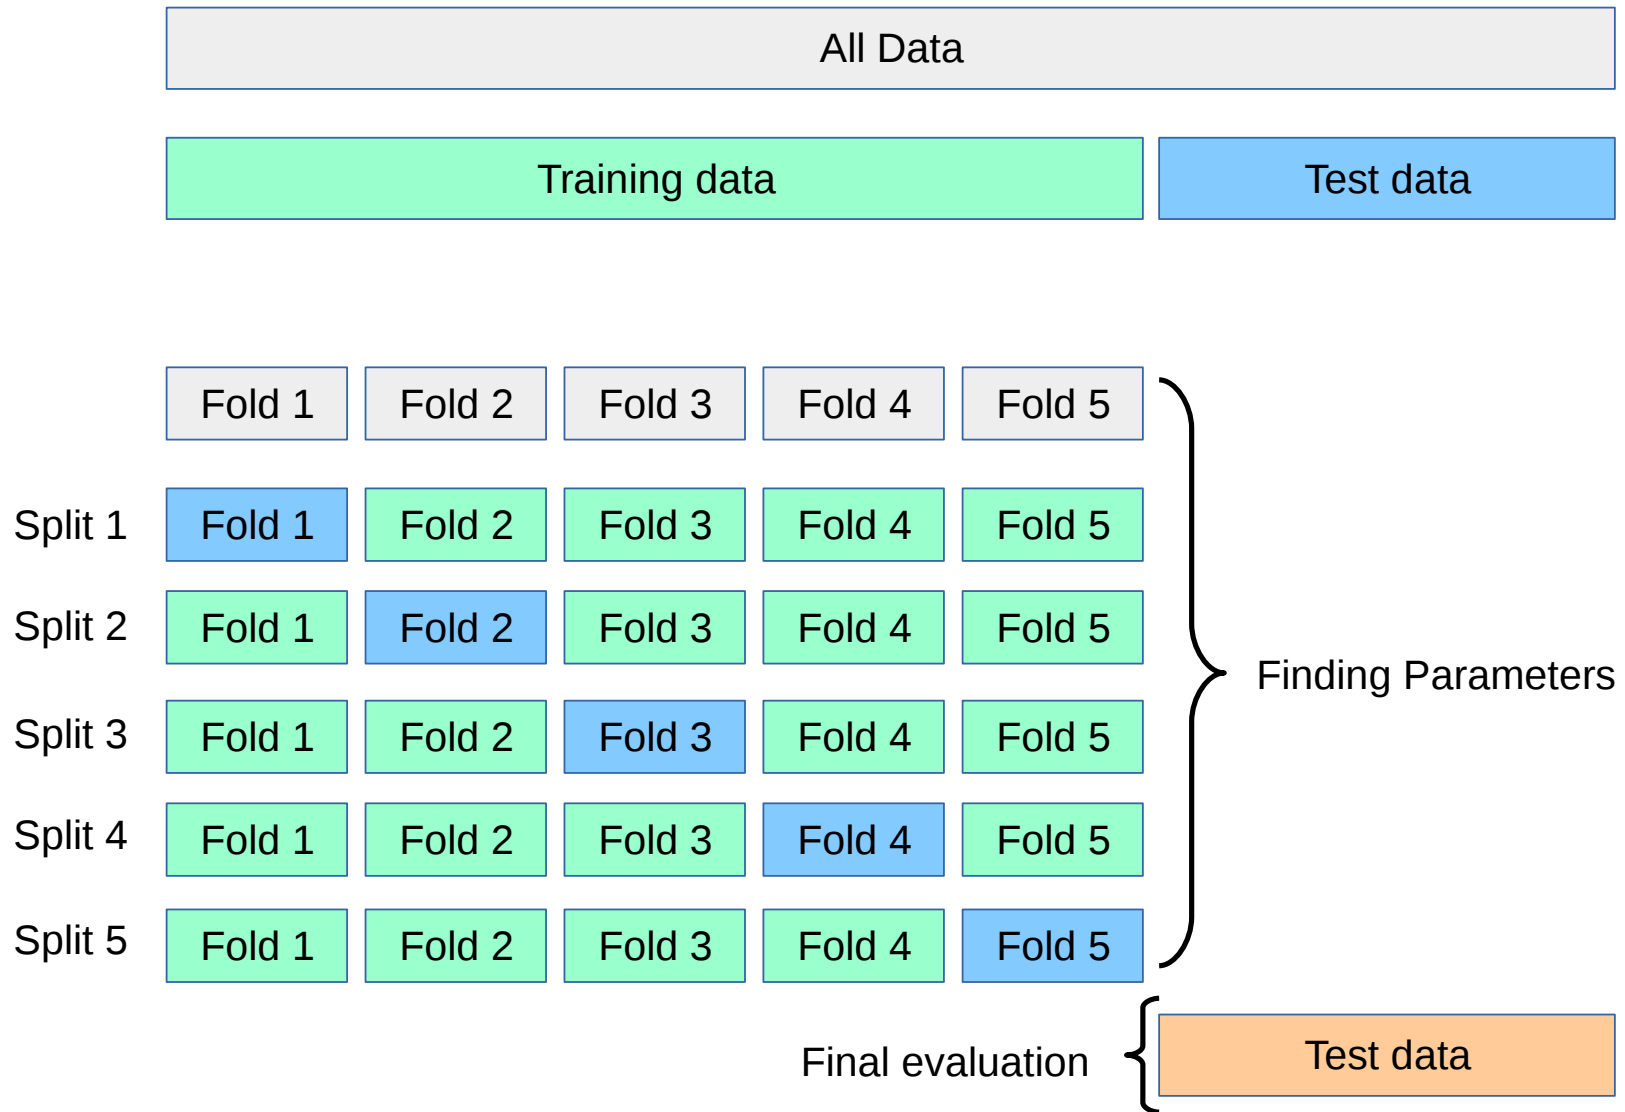 All Data
Training data Test data
Fold 1 Fold 2 Fold 3 Fold 4 Fold 5
Split 1 Fold 1 Fold 2 Fold 3 Fold 4 Fold 5
Split 2 Fold 1 Fold 2 Fold 3 Fold 4 Fold 5
Finding Parameters
Split 3 Fold 1 Fold 2 Fold 3 Fold 4 Fold 5
Split 4 Fold 1 Fold 2 Fold 3 Fold 4 Fold 5
Split 5 Fold 1 Fold 2 Fold 3 Fold 4 Fold 5
Final evaluation Test data